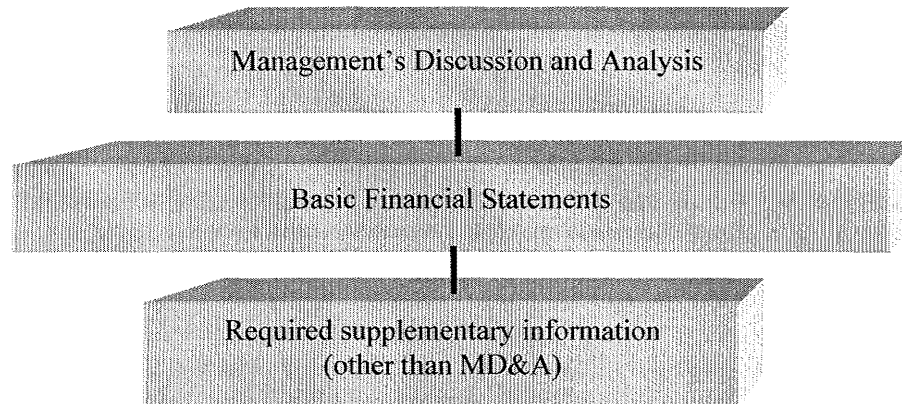 Management's Discussion and Analysis
Basic Financial Statements
Required supplementary information
(other than MD&A)